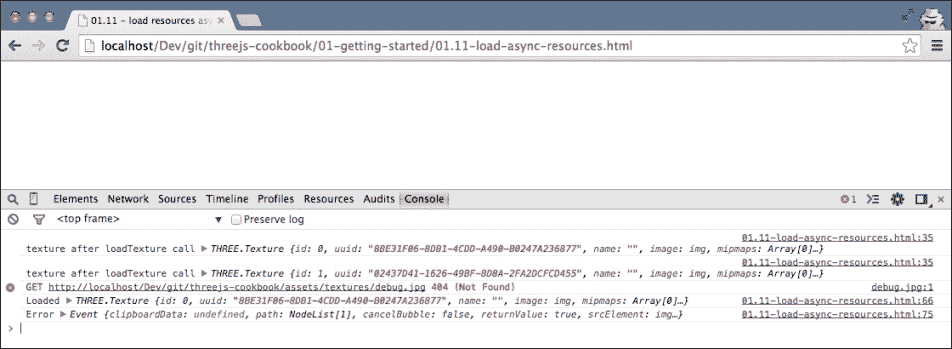 01.11 – load resources as
localhost/Dev/git/threejs-cookbook/01-getting-started/01.11-load-async-resources.html
Elements Network Sources Timeline Profiles Resources Audits Console 1
<top frame> Preserve log
01.11-load-async-resources.html:35
texture after loadTexture call THREE.Texture {id: 0, uuid: "8BE31F06-8DB1-4CDD-A490-B0247A236877", name: "", image: img, mipmaps: Array[0]…}
01.11-load-async-resources.html:35
texture after loadTexture call THREE.Texture {id: 1, uuid: "02437D41-1626-49BF-8D8A-2FA2DCFCD455", name: "", image: img, mipmaps: Array[0]…}
GET http://localhost/Dev/git/threejs-cookbook/assets/textures/debug.jpg 404 (Not Found) debug.jpg:1
Loaded THREE.Texture {id: 0, uuid: "8BE31F06-8DB1-4CDD-A490-B0247A236877", name: "", image: img, mipmaps: Array[0]…} 01.11-load-async-resources.html:66
Error Event {clipboardData: undefined, path: NodeList[1], cancelBubble: false, returnValue: true, srcElement: img…} 01.11-load-async-resources.html:75